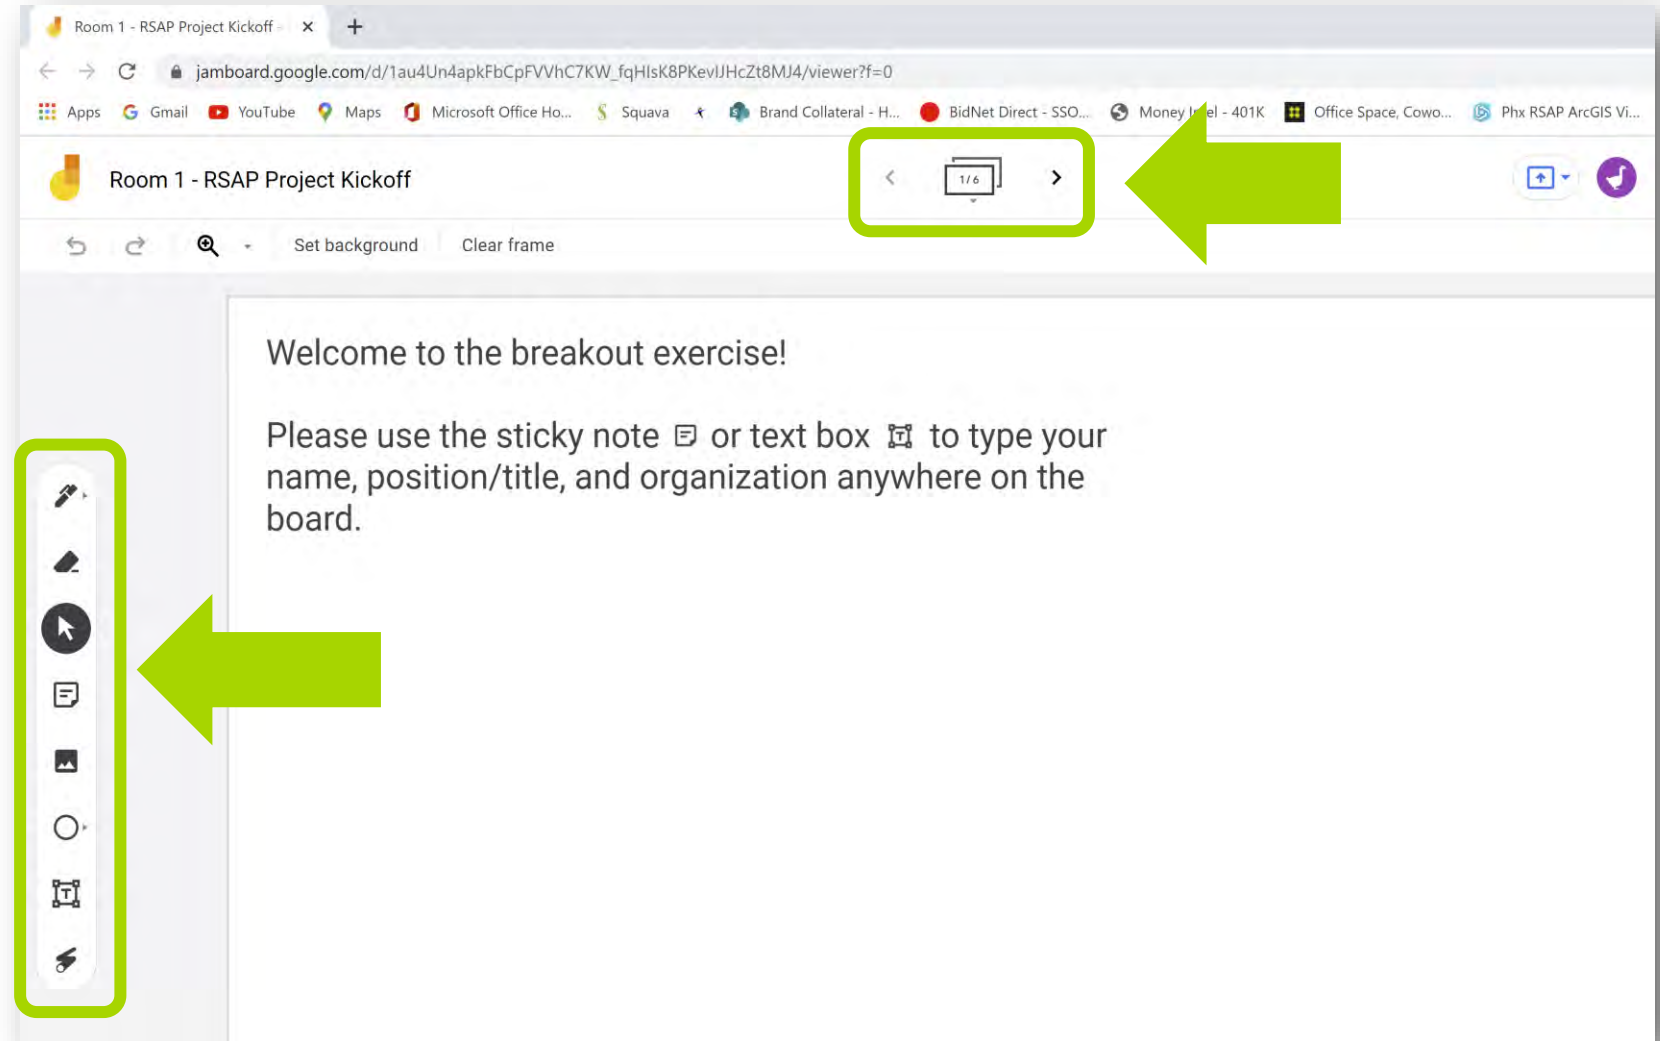 Room 1 - RSAP Project Kickoff -
jamboard.google.com/d/1au4Un4apkFbCpFVVhC7KW_fqHIsK8PKevIJHcZt8MJ4/viewer?f=0
Apps Gmail YouTube Maps Microsoft Office Ho... Squava Brand Collateral - H... BidNet Direct - SSO... Money - 401K Office Space, Cowo... Phx RSAP ArcGIS Vi...
Room 1 - RSAP Project Kickoff
1/6
Set background Clear frame
Welcome to the breakout exercise!
Please use the sticky note or text box to type your
name, position/title, and organization anywhere on the
board.